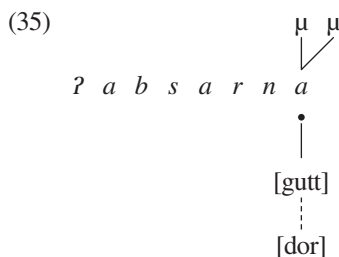 (35)
μ μ
ʔ a b s a r n a
[gutt]
[dor]